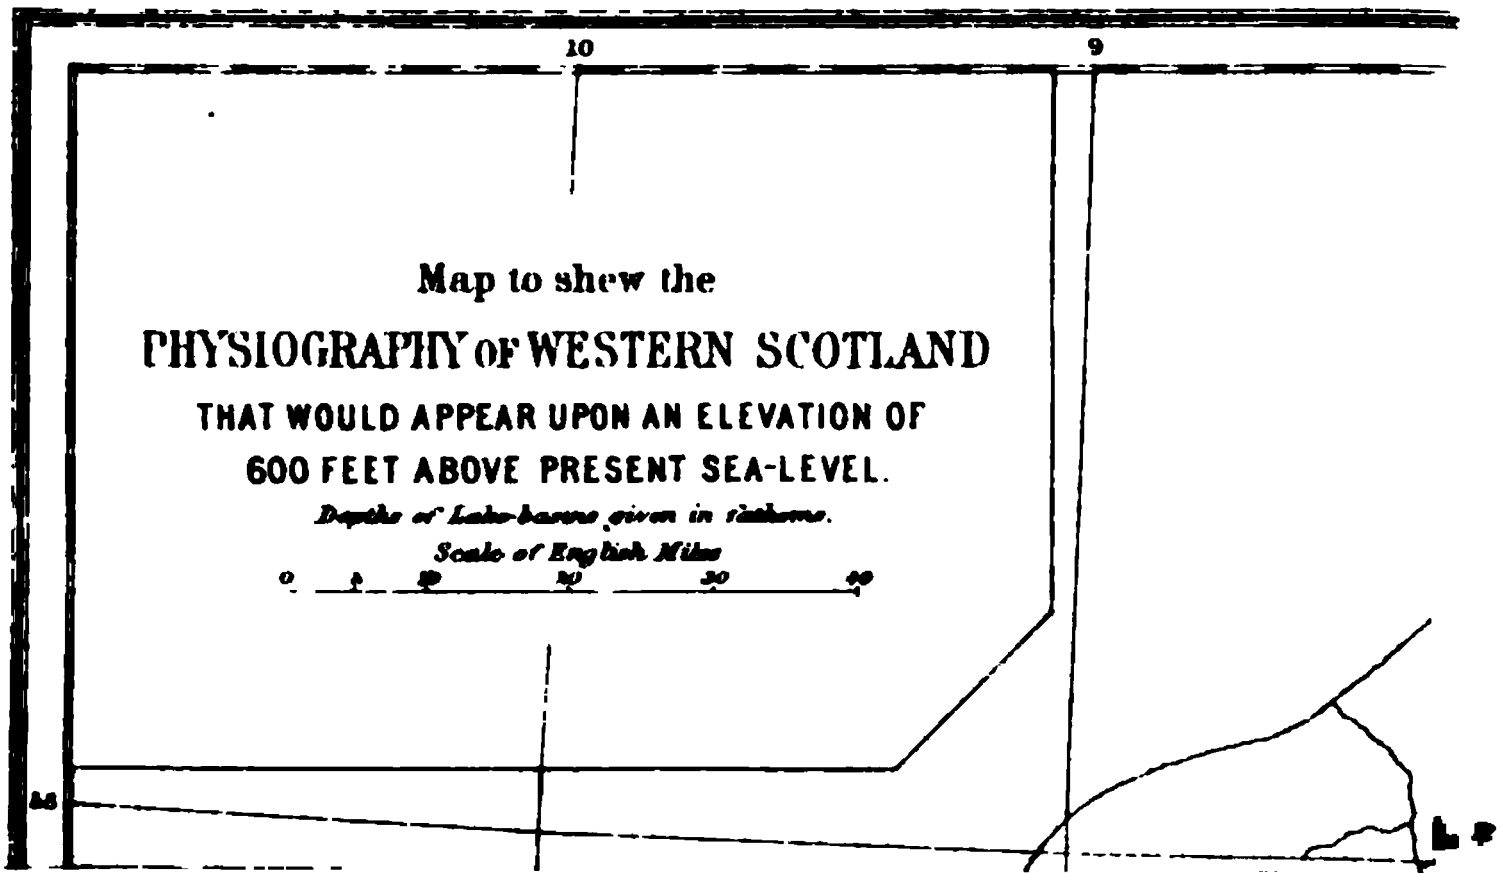 10 9
Map to shew the
PHYSIOGRAPHY OF WESTERN SCOTLAND
THAT WOULD APPEAR UPON AN ELEVATION OF
600 FEET ABOVE PRESENT SEA-LEVEL.
Depths of Lake-basins given in fathoms.
Scale of English Miles
0 5 10 20 30 40